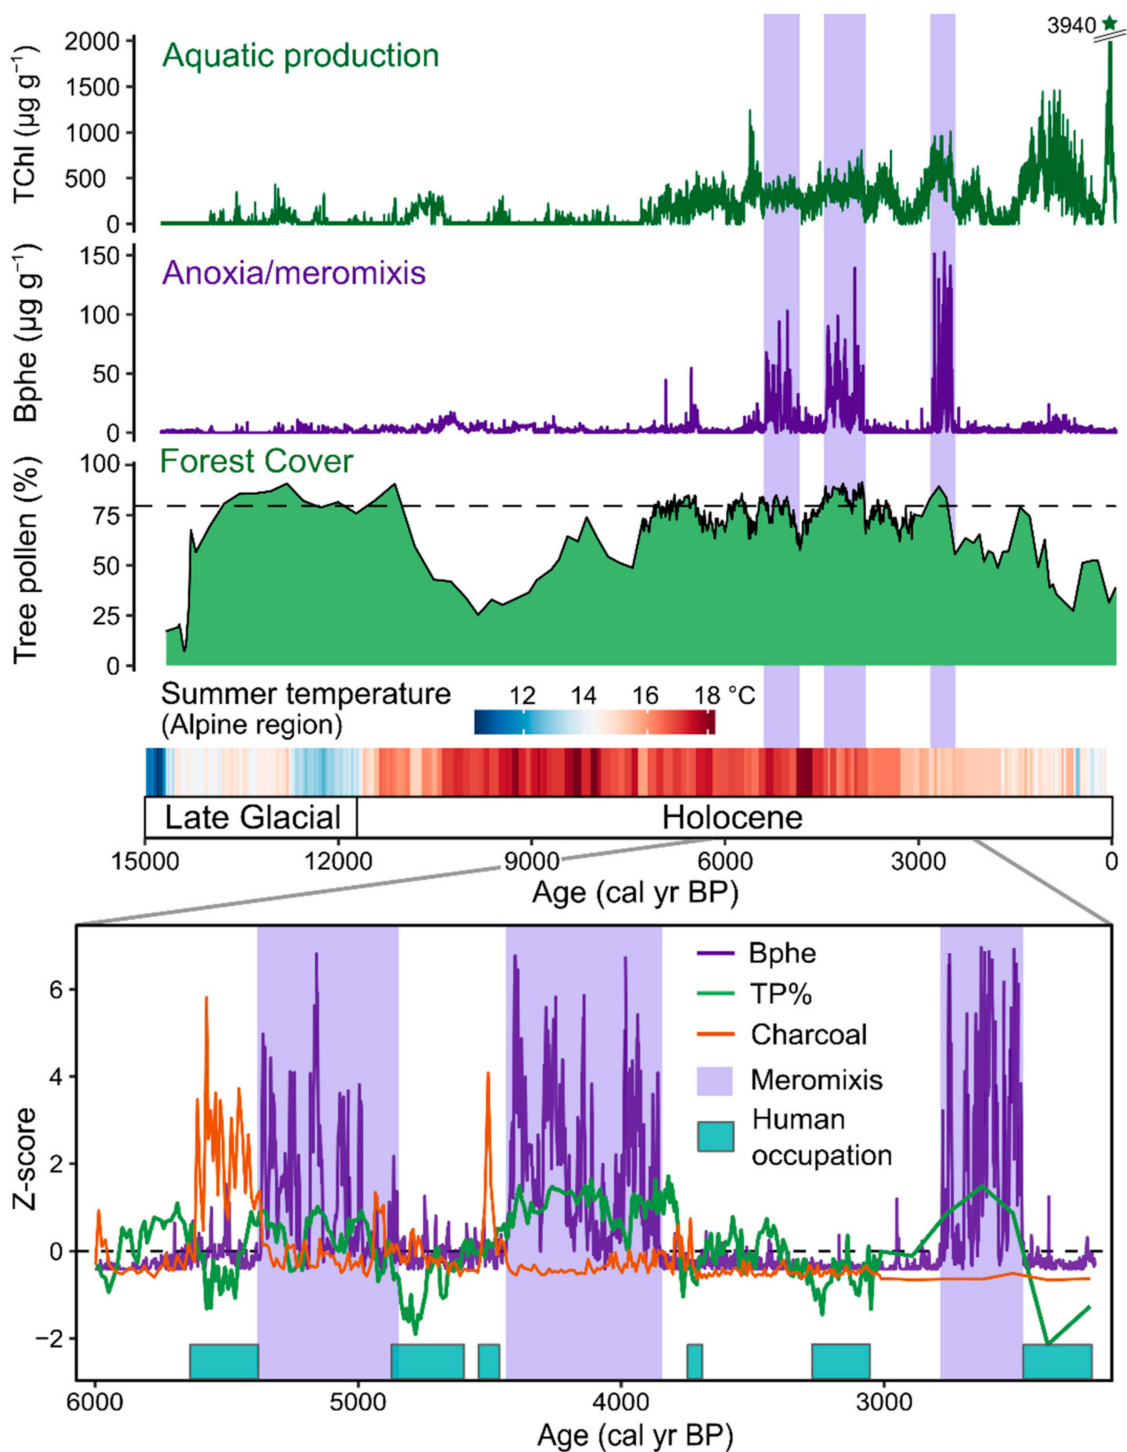 3940 ★
Aquatic production
TChl (µg g⁻¹)
2000
1500
1000
500
0
Anoxia/meromixis
Bphe (µg g⁻¹)
150
100
50
0
Forest Cover
Tree pollen (%)
100
75
50
25
0
Summer temperature
(Alpine region)
12 14 16 18 °C
Late Glacial Holocene
15000 12000 9000 6000 3000 0
Age (cal yr BP)
Z-score
6
4
2
0
−2
Bphe
TP%
Charcoal
Meromixis
Human
occupation
6000 5000 4000 3000
Age (cal yr BP)